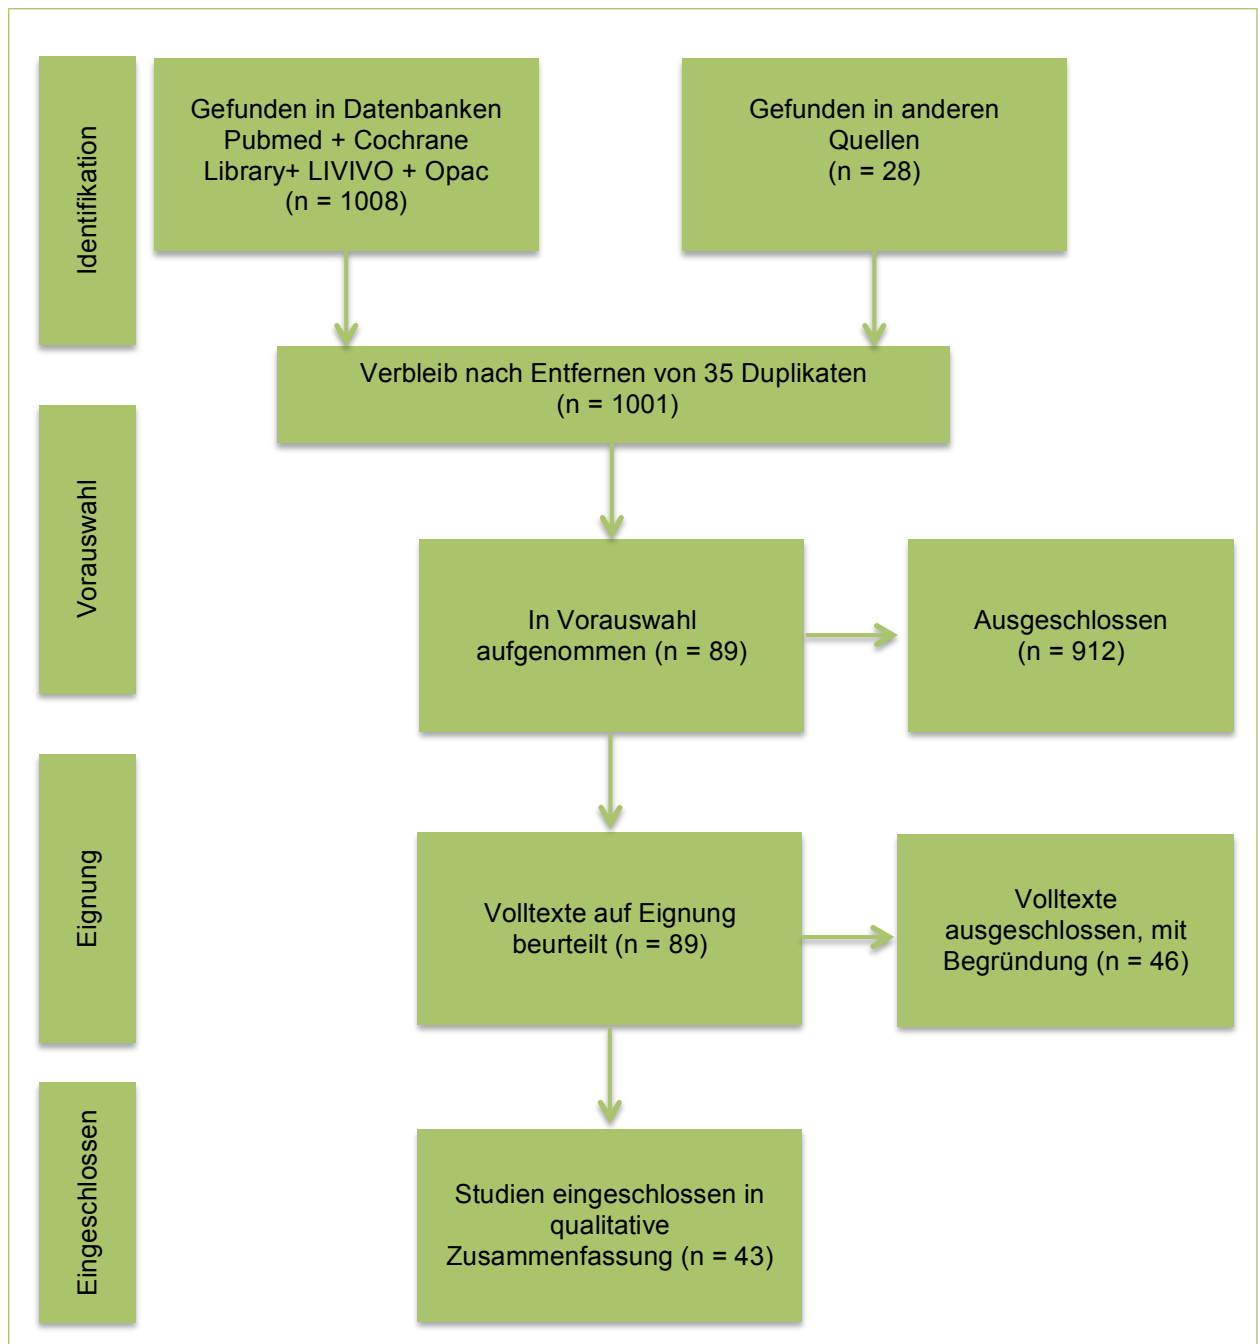 Identifikation
Gefunden in Datenbanken
Pubmed + Cochrane
Library+ LIVIVO + Opac
(n = 1008)
Gefunden in anderen
Quellen
(n = 28)
Verbleib nach Entfernen von 35 Duplikaten
(n = 1001)
Vorauswahl
In Vorauswahl
aufgenommen (n = 89)
Ausgeschlossen
(n = 912)
Eignung
Volltexte auf Eignung
beurteilt (n = 89)
Volltexte
ausgeschlossen, mit
Begründung (n = 46)
Eingeschlossen
Studien eingeschlossen in
qualitative
Zusammenfassung (n = 43)